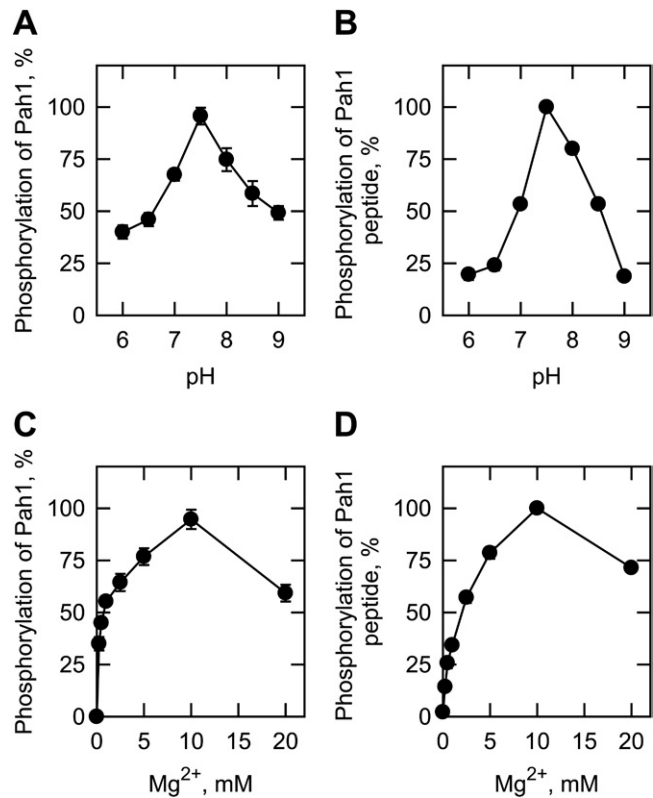 A
Phosphorylation of Pah1, %
100
75
50
25
0
6 7 8 9
pH
B
Phosphorylation of Pah1
peptide, %
100
75
50
25
0
6 7 8 9
pH
C
Phosphorylation of Pah1, %
100
75
50
25
0
0 5 10 15 20
Mg²⁺, mM
D
Phosphorylation of Pah1
peptide, %
100
75
50
25
0
0 5 10 15 20
Mg²⁺, mM